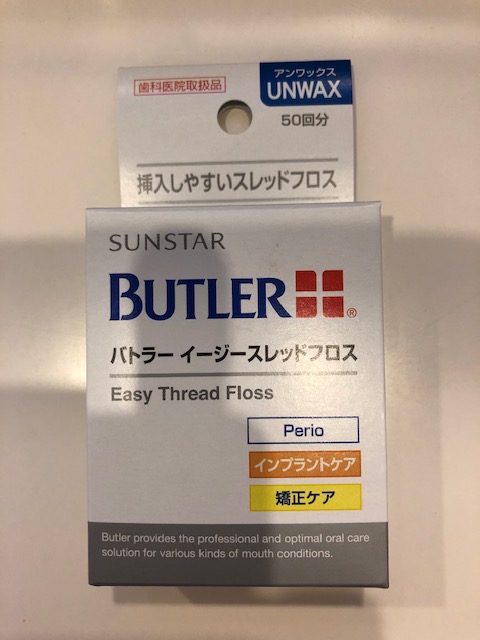 歯科医院取扱品
アンワックス
UNWAX
50回分
挿入しやすいスレッドフロス
SUNSTAR
BUTLER®
バトラー イージースレッドフロス
Easy Thread Floss
Perio
インプラントケア
矯正ケア
Butler provides the professional and optimal oral care
solution for various kinds of mouth conditions.